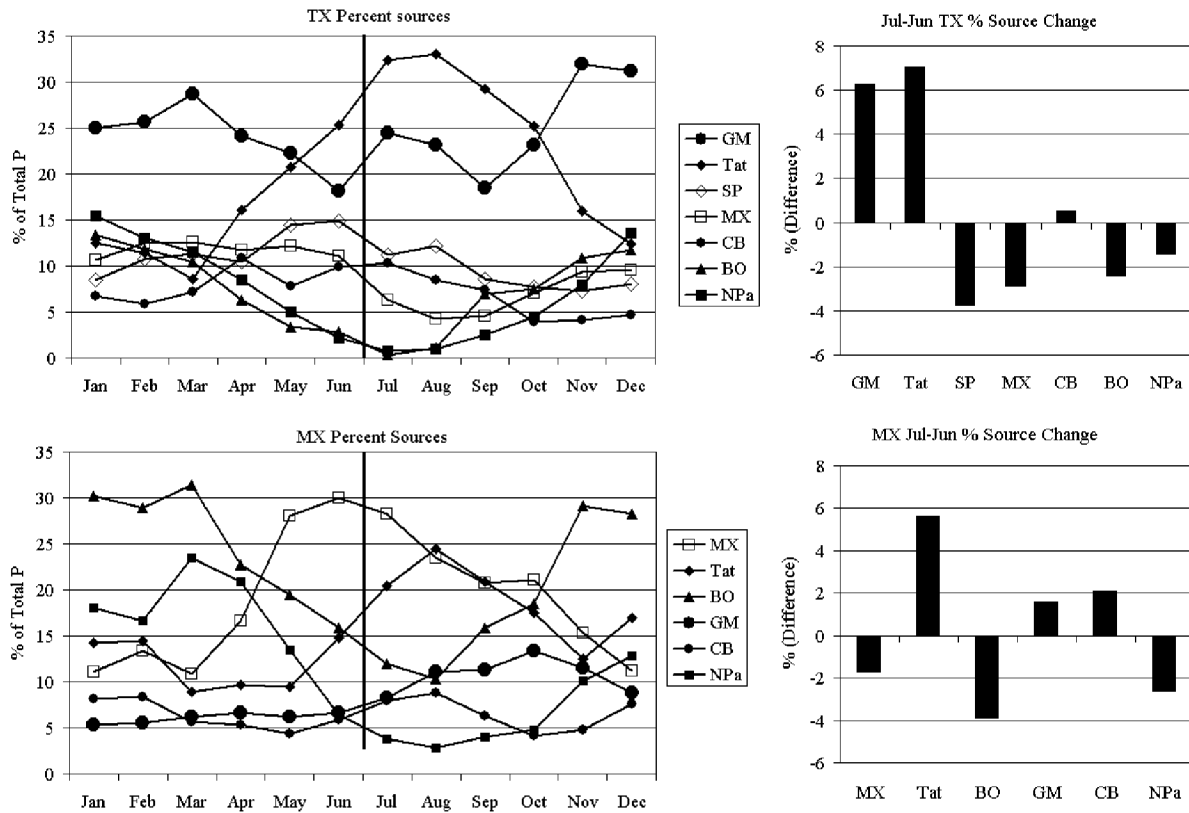 TX Percent sources
% of Total P
35
30
25
20
15
10
5
0
Jan Feb Mar Apr May Jun Jul Aug Sep Oct Nov Dec
GM
Tat
SP
MX
CB
BO
NPa
Jul-Jun TX % Source Change
% (Difference)
8
6
4
2
0
-2
-4
-6
GM Tat SP MX CB BO NPa
MX Percent Sources
% of Total P
35
30
25
20
15
10
5
0
Jan Feb Mar Apr May Jun Jul Aug Sep Oct Nov Dec
MX
Tat
BO
GM
CB
NPa
MX Jul-Jun % Source Change
% (Difference)
8
6
4
2
0
-2
-4
-6
MX Tat BO GM CB NPa